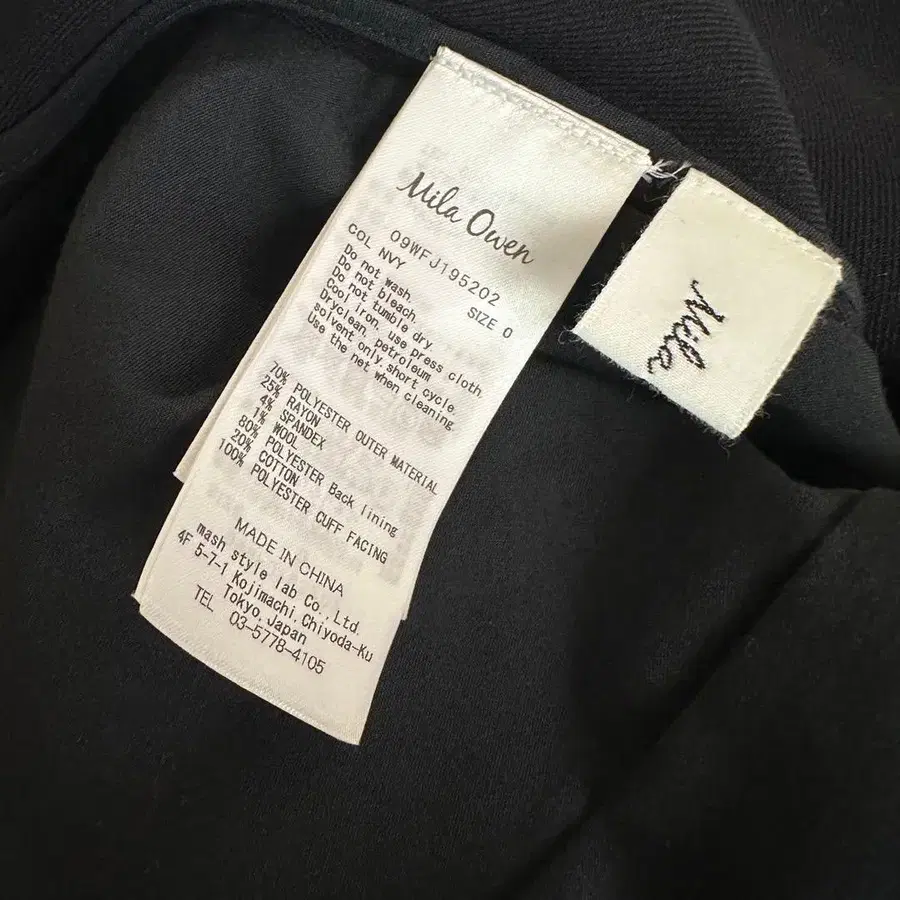 Mila Owen
09WFJ195202
COL NVY SIZE 0
Do not wash.
Do not bleach.
Do not tumble dry.
Cool iron, use press cloth.
Dryclean, petroleum
solvent only,short cycle.
Use the net when cleaning.
70% POLYESTER OUTER MATERIAL
25% RAYON
4% SPANDEX
1% WOOL
80% POLYESTER Back lining
20% COTTON
100% POLYESTER CUFF FACING
MADE IN CHINA
mash style lab Co., Ltd.
4F 5-7-1 Kojimachi, Chiyoda-Ku
Tokyo, Japan
TEL 03-5778-4105
Mila